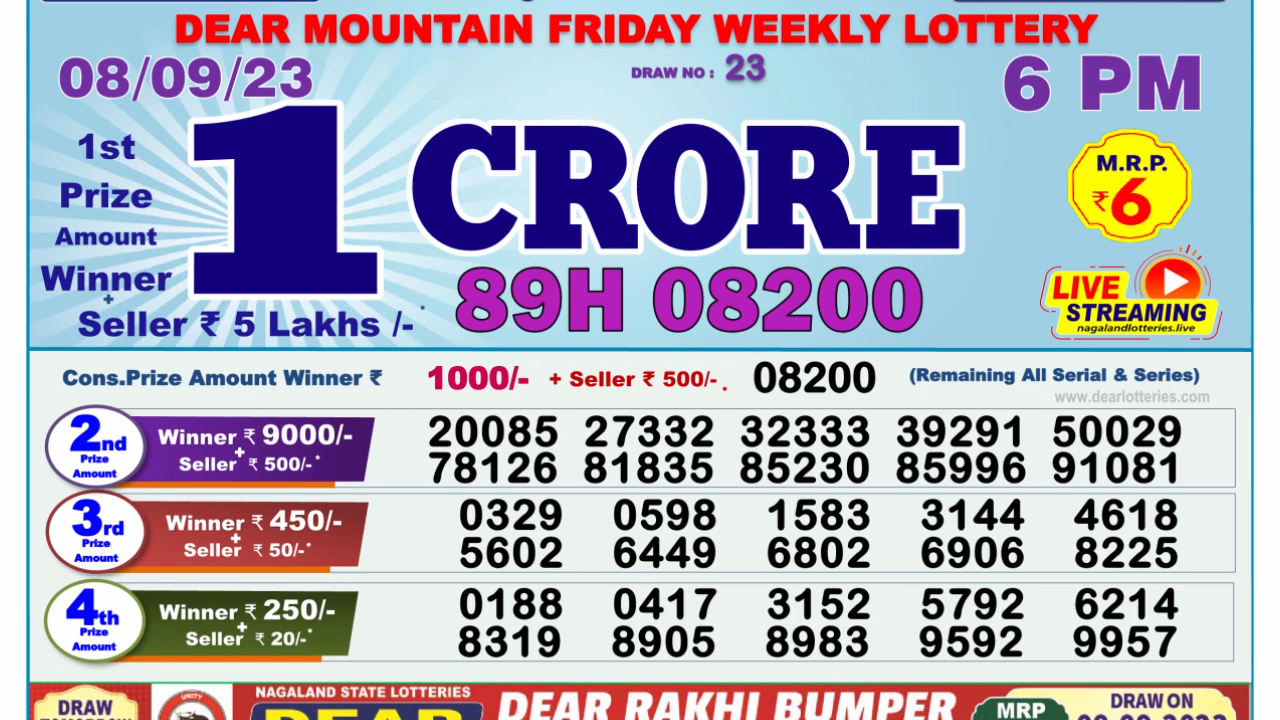 DEAR MOUNTAIN FRIDAY WEEKLY LOTTERY
08/09/23
DRAW NO : 23
6 PM
1st
Prize
Amount
Winner
+
Seller ₹ 5 Lakhs /-
1 CRORE
89H 08200
M.R.P.
₹6
LIVE
STREAMING
nagalandlotteries.live
Cons.Prize Amount Winner ₹ 1000/- + Seller ₹ 500/- . 08200 (Remaining All Serial & Series)
www.dearlotteries.com
2nd
Prize
Amount
Winner ₹ 9000/-
+
Seller ₹ 500/-*
20085 27332 32333 39291 50029
78126 81835 85230 85996 91081
3rd
Prize
Amount
Winner ₹ 450/-
+
Seller ₹ 50/-*
0329 0598 1583 3144 4618
5602 6449 6802 6906 8225
4th
Prize
Amount
Winner ₹ 250/-
+
Seller ₹ 20/-*
0188 0417 3152 5792 6214
8319 8905 8983 9592 9957
DRAW
UNITY
NAGALAND STATE LOTTERIES
DEAR
DEAR RAKHI BUMPER
MRP
DRAW ON